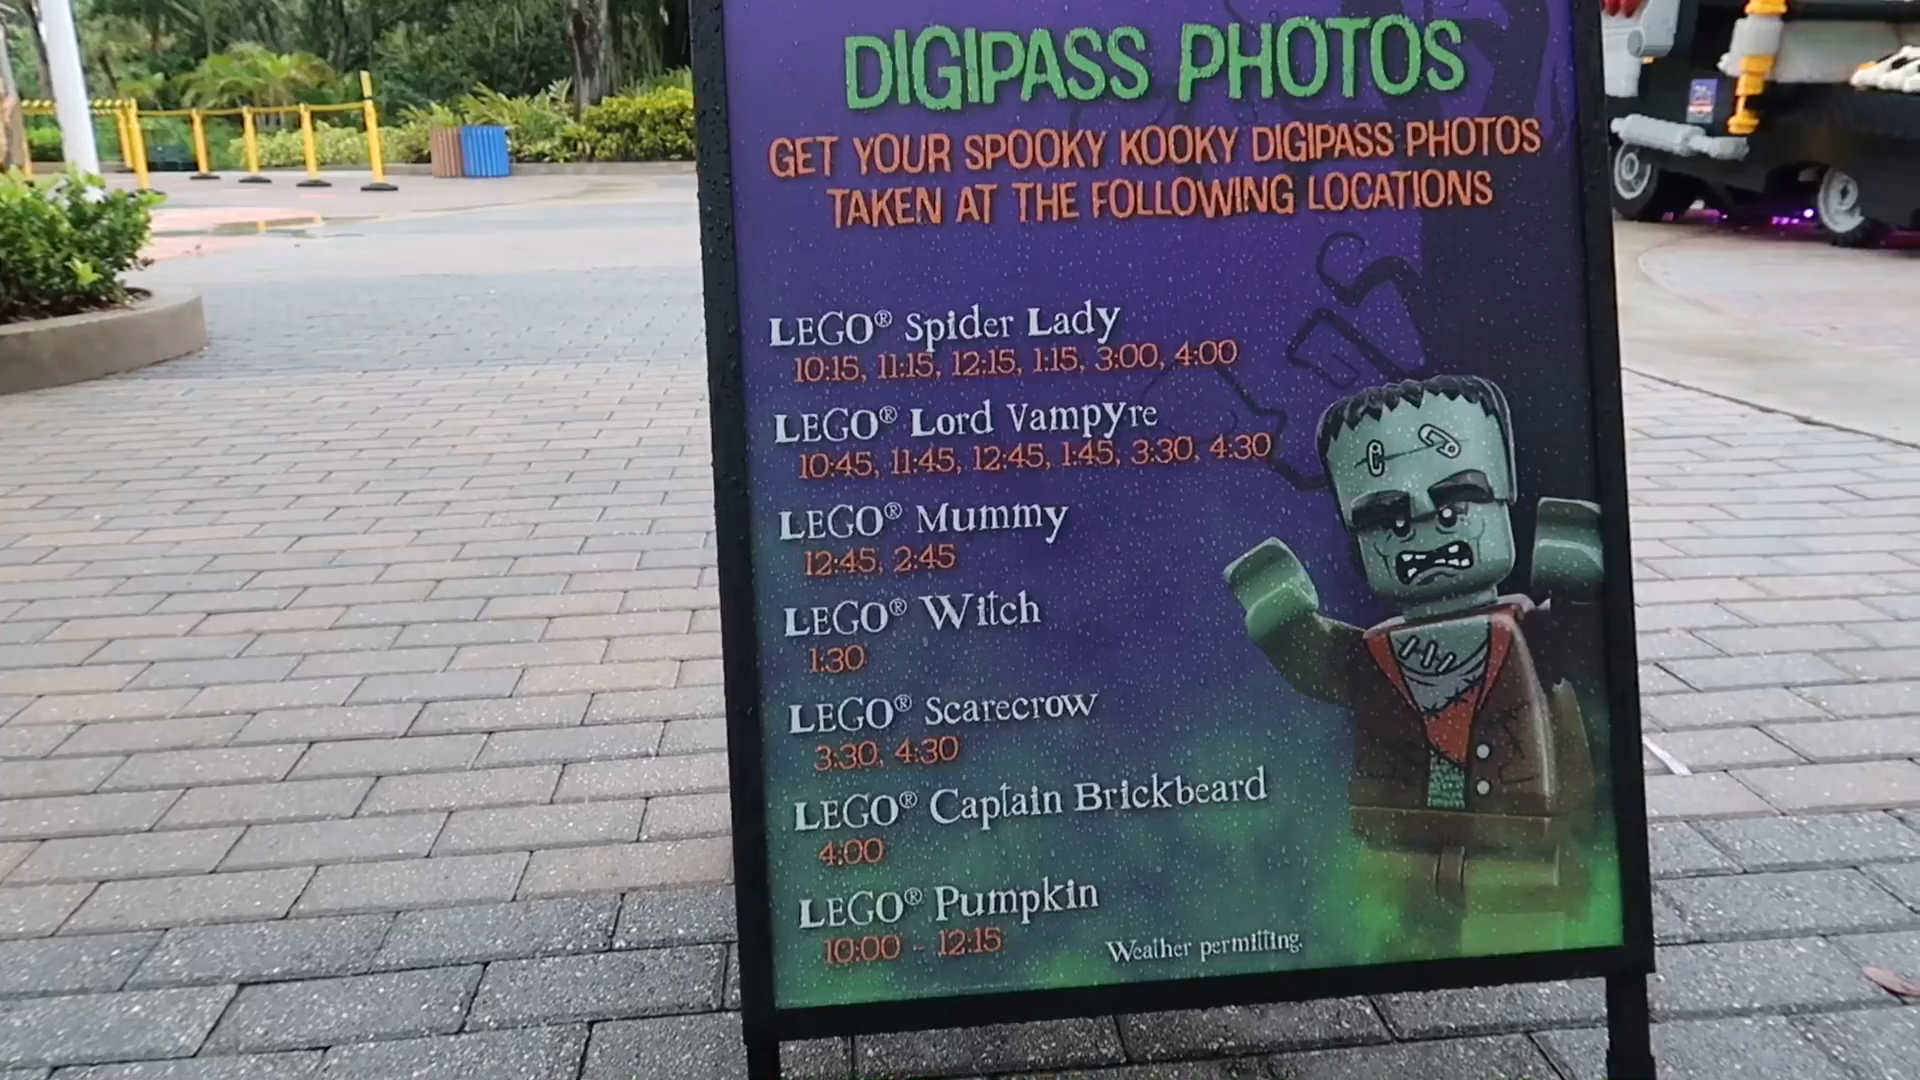 DIGIPASS PHOTOS
GET YOUR SPOOKY KOOKY DIGIPASS PHOTOS
TAKEN AT THE FOLLOWING LOCATIONS
LEGO® Spider Lady
10:15, 11:15, 12:15, 1:15, 3:00, 4:00
LEGO® Lord Vampyre
10:45, 11:45, 12:45, 1:45, 3:30, 4:30
LEGO® Mummy
12:45, 2:45
LEGO® Witch
1:30
LEGO® Scarecrow
3:30, 4:30
LEGO® Captain Brickbeard
4:00
LEGO® Pumpkin
10:00 - 12:15
Weather permitting.